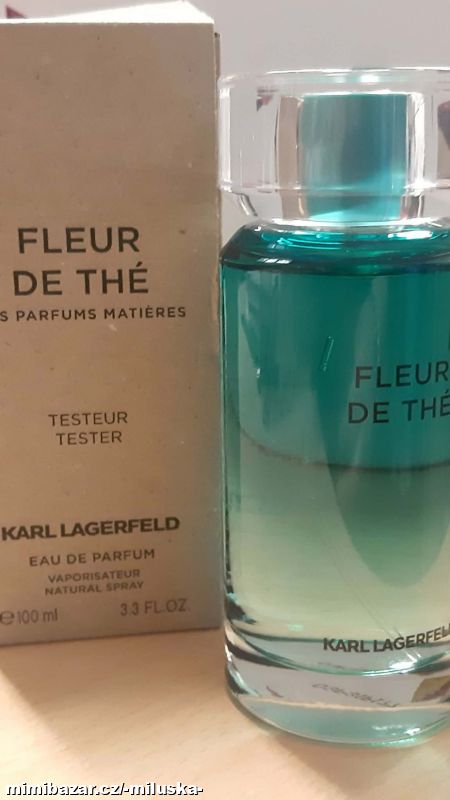 FLEUR
DE THÉ
S PARFUMS MATIÈRES
TESTEUR
TESTER
KARL LAGERFELD
EAU DE PARFUM
VAPORISATEUR
NATURAL SPRAY
e 100 ml 3.3 FL.OZ.
FLEUR
DE THÉ
KARL LAGERFELD
mimibazar.cz/-miluska-